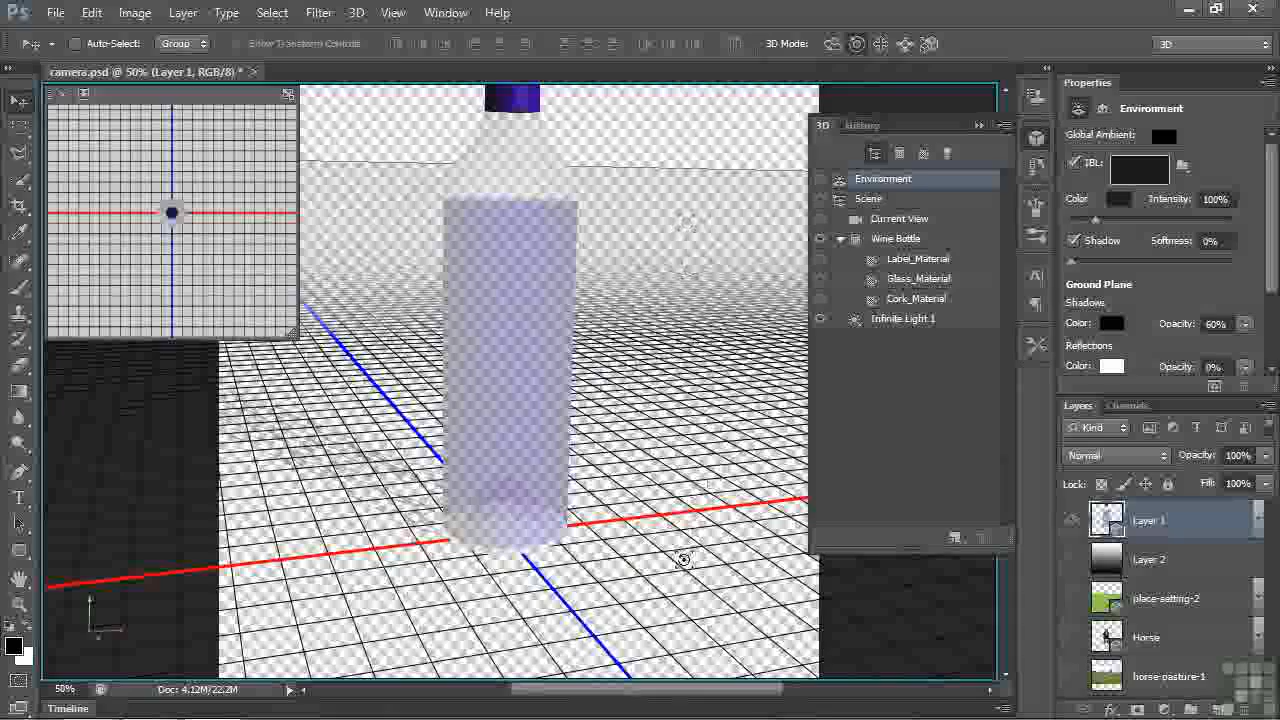 Ps File Edit Image Layer Type Select Filter 3D View Window Help
Auto-Select: Group Show Transform Controls 3D Mode: 3D
camera.psd @ 50% (Layer 1, RGB/8) *
Properties
Environment
Global Ambient:
IBL:
Color Intensity: 100%
Shadow Softness: 0%
Ground Plane
Shadows
Color: Opacity: 60%
Reflections
Color: Opacity: 0%
3D History
Environment
Scene
Current View
Wine Bottle
Label_Material
Glass_Material
Cork_Material
Infinite Light 1
Layers Channels
Kind
Normal Opacity: 100%
Lock: Fill: 100%
Layer 1
Layer 2
place-setting-2
Horse
horse-pasture-1
50% Doc: 4.12M/22.2M
Timeline